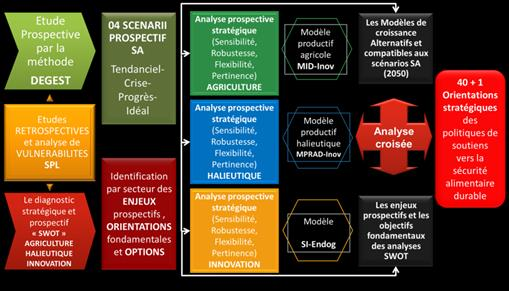 Etude
Prospective
par la
méthode
DEGEST
Etudes
RETROSPECTIVES
et analyse de
VULNERABILITES
SPL
Le diagnostic
stratégique et
prospectif
« SWOT »
AGRICULTURE
HALIEUTIQUE
INNOVATION
04 SCENARII
PROSPECTIF
SA
Tendanciel-
Crise-
Progrès-
Idéal
Identification
par secteur des
ENJEUX
prospectifs ,
ORIENTATIONS
fondamentales
et OPTIONS
Analyse prospective
stratégique
(Sensibilité,
Robustesse,
Flexibilité,
Pertinence)
AGRICULTURE
Analyse prospective
stratégique
(Sensibilité,
Robustesse,
Flexibilité,
Pertinence)
HALIEUTIQUE
Analyse prospective
stratégique
(Sensibilité,
Robustesse,
Flexibilité,
Pertinence)
INNOVATION
Modèle
productif
agricole
MID-Inov
Modèle
productif
halieutique
MPRAD-Inov
Modèle
SI-Endog
Les Modèles de
croissance
Alternatifs et
compatibles aux
scénarios SA
(2050)
Analyse
croisée
Les enjeux
prospectifs et les
objectifs
fondamentaux
des analyses
SWOT
40 + 1
Orientations
stratégiques
des
politiques de
soutiens
vers la
sécurité
alimentaire
durable